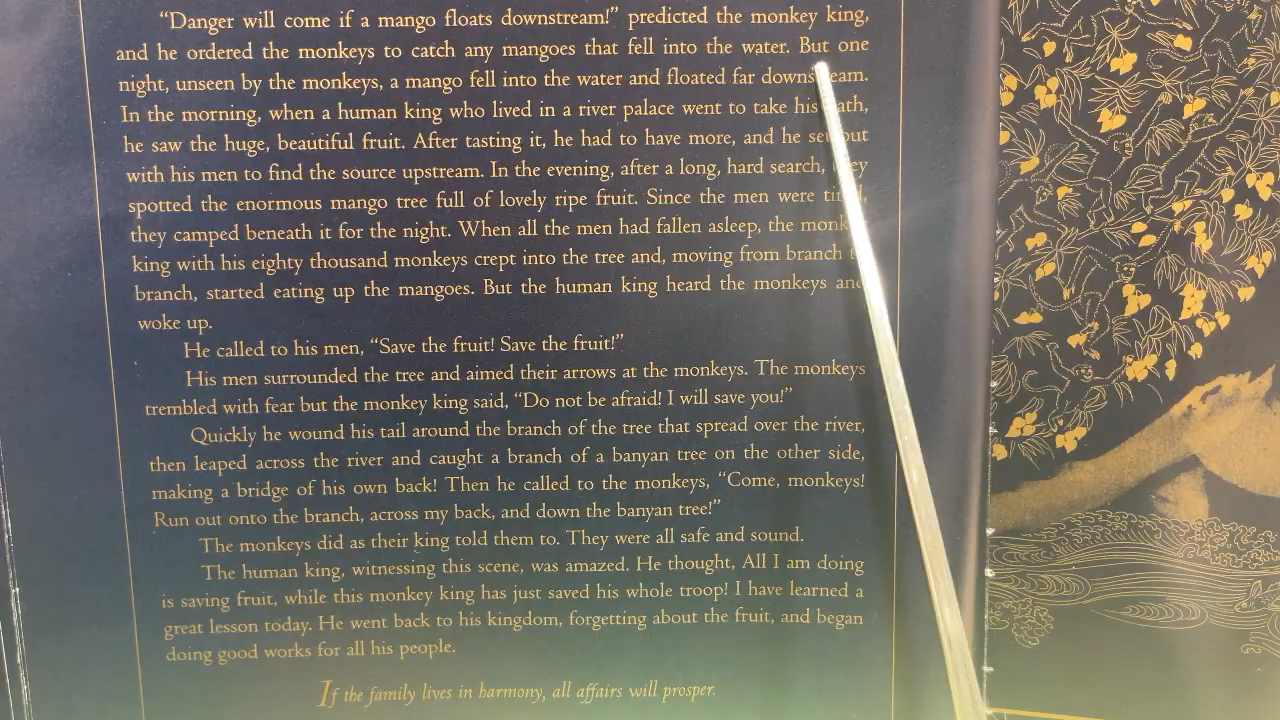 “Danger will come if a mango floats downstream!” predicted the monkey king,
and he ordered the monkeys to catch any mangoes that fell into the water. But one
night, unseen by the monkeys, a mango fell into the water and floated far downstream.
In the morning, when a human king who lived in a river palace went to take his bath,
he saw the huge, beautiful fruit. After tasting it, he had to have more, and he set out
with his men to find the source upstream. In the evening, after a long, hard search, they
spotted the enormous mango tree full of lovely ripe fruit. Since the men were tired,
they camped beneath it for the night. When all the men had fallen asleep, the monkey
king with his eighty thousand monkeys crept into the tree and, moving from branch to
branch, started eating up the mangoes. But the human king heard the monkeys and
woke up.
He called to his men, “Save the fruit! Save the fruit!”
His men surrounded the tree and aimed their arrows at the monkeys. The monkeys
trembled with fear but the monkey king said, “Do not be afraid! I will save you!”
Quickly he wound his tail around the branch of the tree that spread over the river,
then leaped across the river and caught a branch of a banyan tree on the other side,
making a bridge of his own back! Then he called to the monkeys, “Come, monkeys!
Run out onto the branch, across my back, and down the banyan tree!”
The monkeys did as their king told them to. They were all safe and sound.
The human king, witnessing this scene, was amazed. He thought, All I am doing
is saving fruit, while this monkey king has just saved his whole troop! I have learned a
great lesson today. He went back to his kingdom, forgetting about the fruit, and began
doing good works for all his people.
If the family lives in harmony, all affairs will prosper.